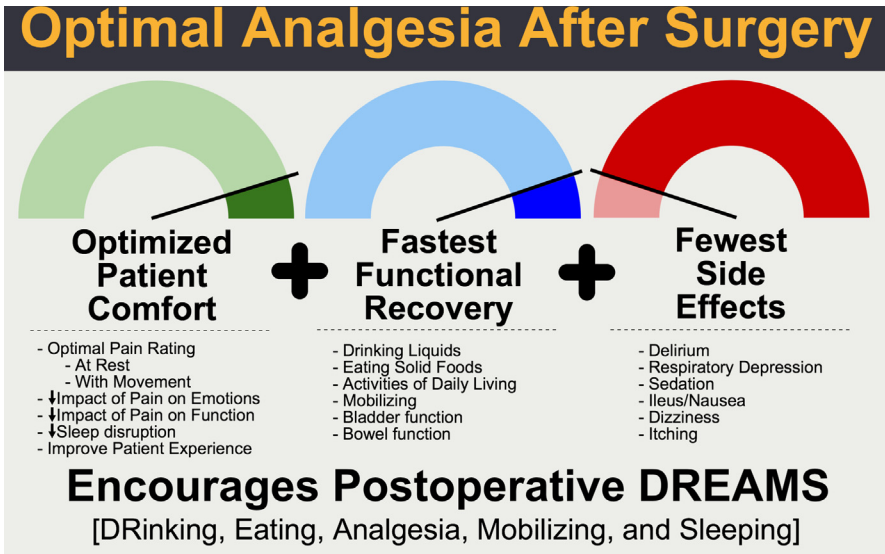 Optimal Analgesia After Surgery
Optimized
Patient
Comfort
- Optimal Pain Rating
- At Rest
- With Movement
- ↓Impact of Pain on Emotions
- ↓Impact of Pain on Function
- ↓Sleep disruption
- Improve Patient Experience
+
Fastest
Functional
Recovery
- Drinking Liquids
- Eating Solid Foods
- Activities of Daily Living
- Mobilizing
- Bladder function
- Bowel function
+
Fewest
Side
Effects
- Delirium
- Respiratory Depression
- Sedation
- Ileus/Nausea
- Dizziness
- Itching
Encourages Postoperative DREAMS
[DRinking, Eating, Analgesia, Mobilizing, and Sleeping]